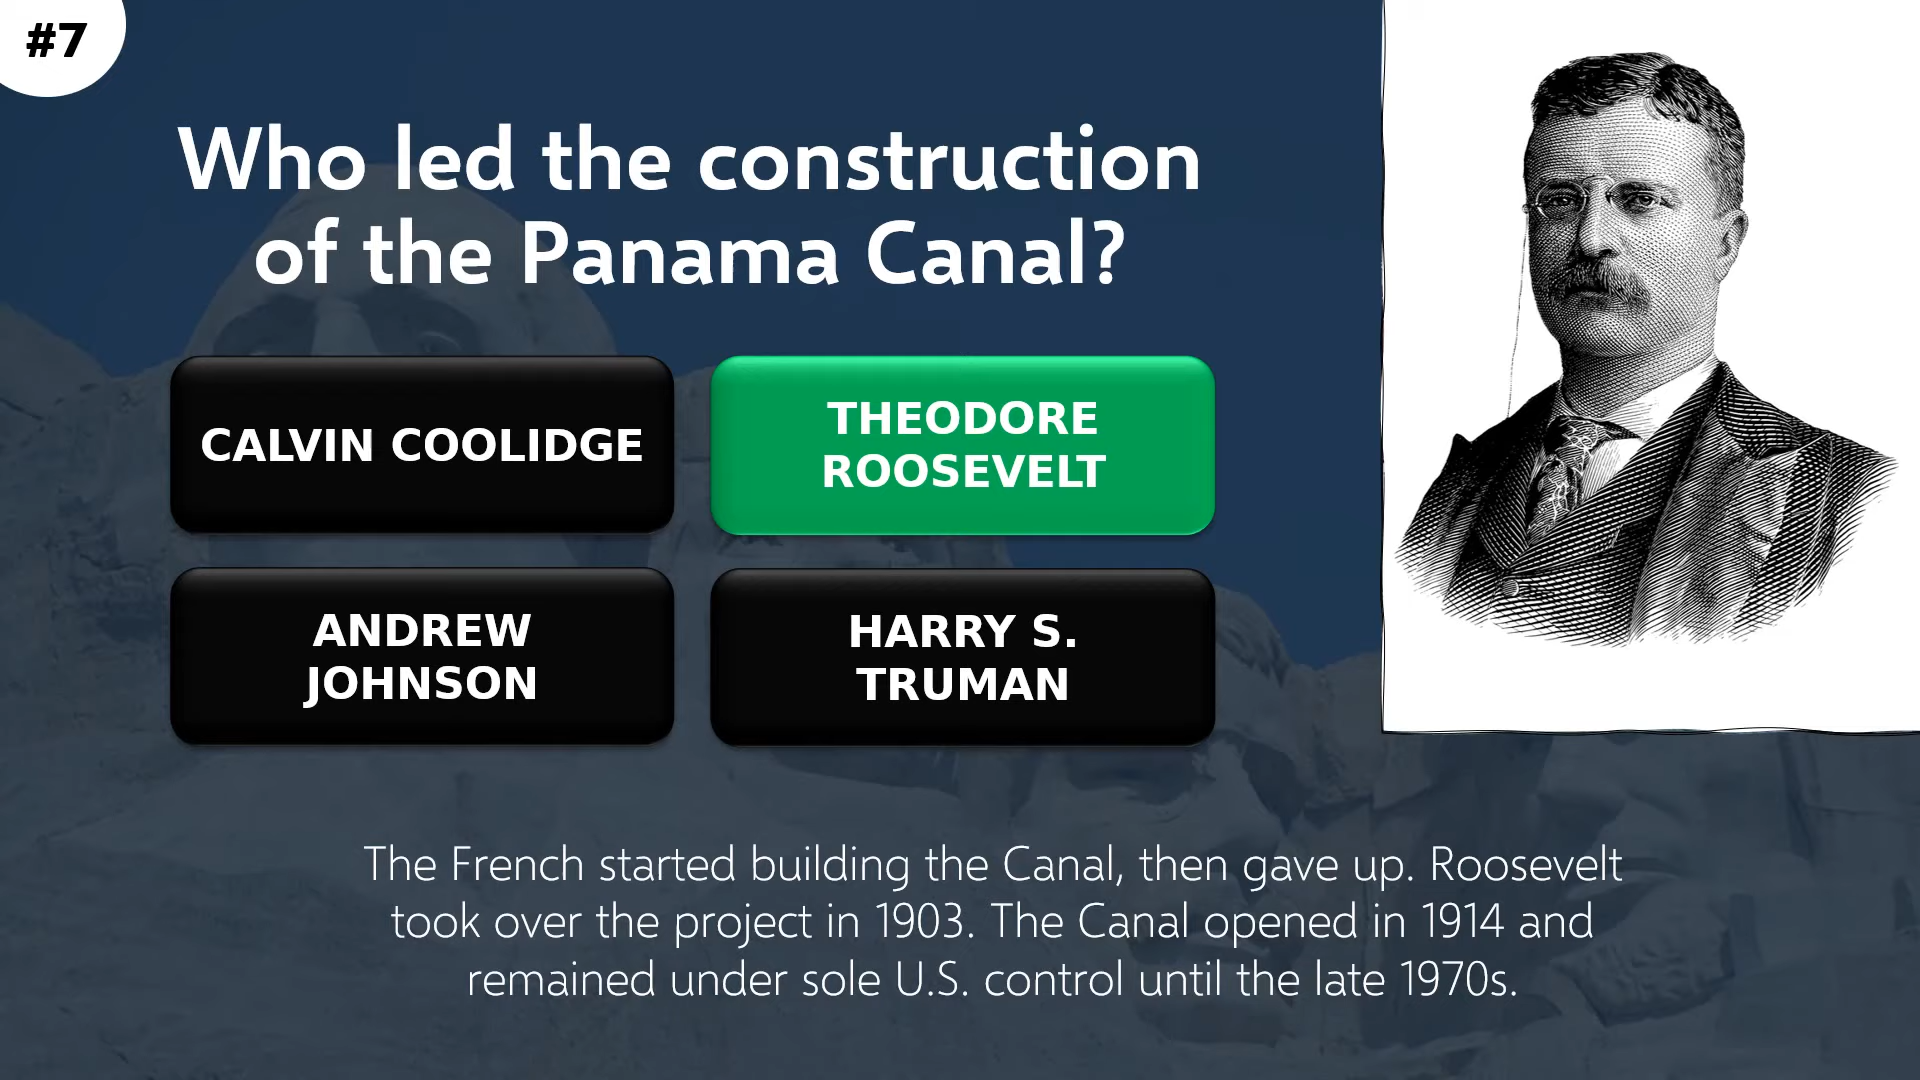 #7
Who led the construction
of the Panama Canal?
CALVIN COOLIDGE
THEODORE
ROOSEVELT
ANDREW
JOHNSON
HARRY S.
TRUMAN
The French started building the Canal, then gave up. Roosevelt
took over the project in 1903. The Canal opened in 1914 and
remained under sole U.S. control until the late 1970s.